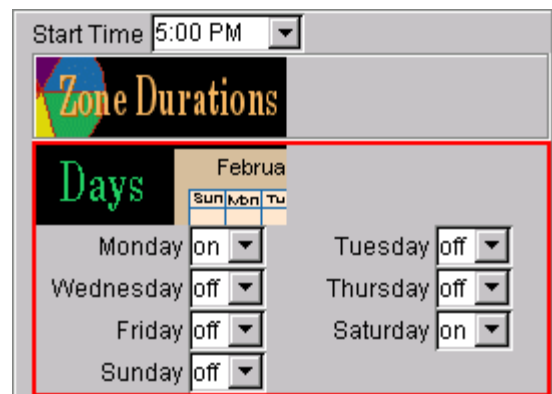 Start Time 5:00 PM
Zone Durations
Days Februa
Sun Mon Tu
Monday on Tuesday off
Wednesday off Thursday off
Friday off Saturday on
Sunday off